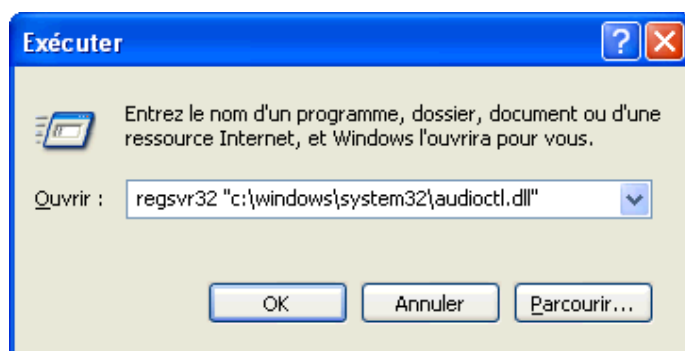 Exécuter
Entrez le nom d'un programme, dossier, document ou d'une
ressource Internet, et Windows l'ouvrira pour vous.
Ouvrir : regsvr32 "c:\windows\system32\audioctl.dll"
OK Annuler Parcourir...